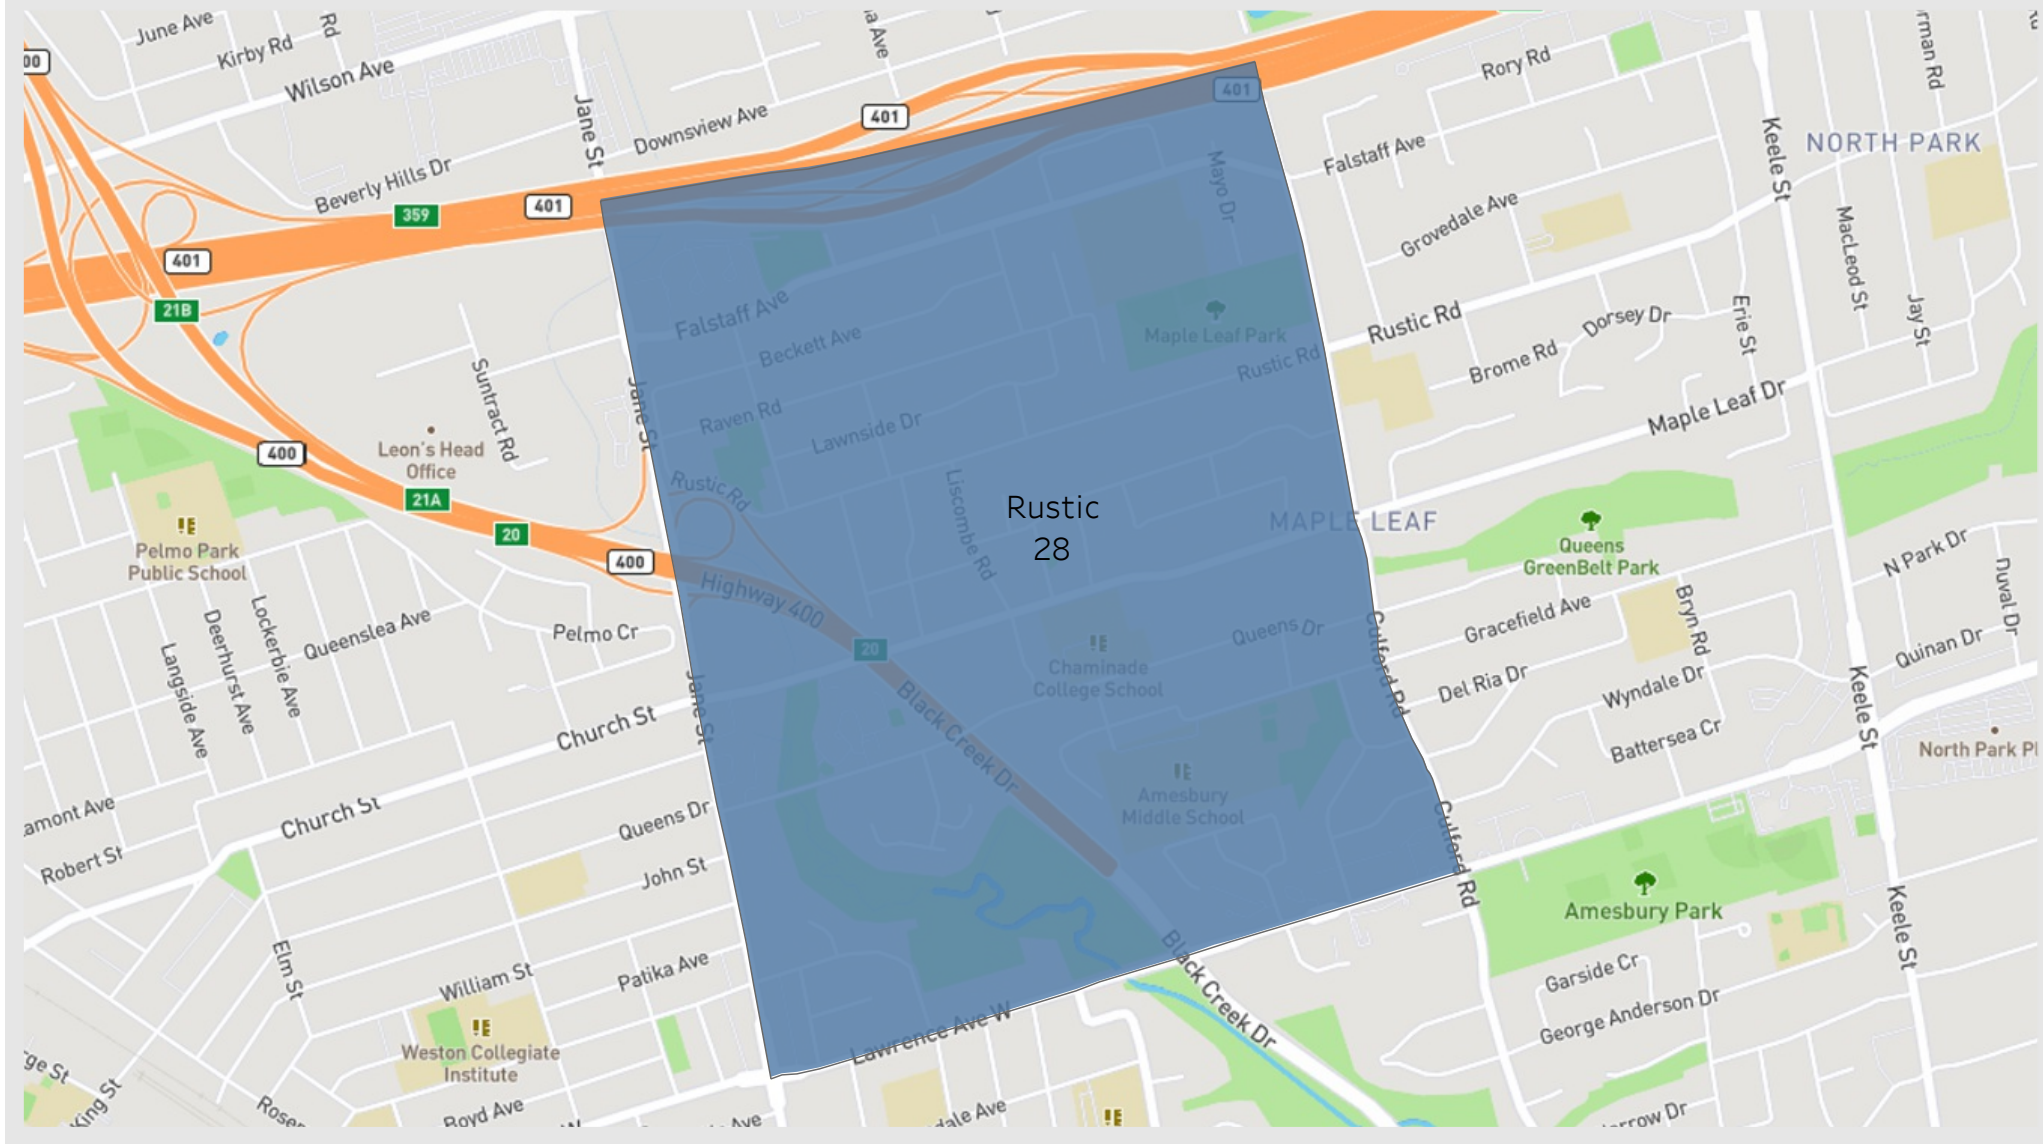 June Ave
Kirby Rd
Rd
Wilson Ave
Jane St
Downsview Ave
401
401
Rory Rd
Keele St
NORTH PARK
Beverly Hills Dr
359
401
401
21B
Mayo Dr
Falstaff Ave
Grovedale Ave
MacLeod St
Falstaff Ave
Beckett Ave
Maple Leaf Park
Rustic Rd
Rustic Rd
Dorsey Dr
Brome Rd
Erie St
Jay St
Maple Leaf Dr
Suntract Rd
Jane St
Raven Rd
Lawnside Dr
Leon's Head
Office
400
21A
20
400
Rustic Rd
Liscombe Rd
Rustic
28
MAPLE LEAF
Queens
GreenBelt Park
N Park Dr
Duval Dr
Pelmo Park
Public School
Highway 400
20
Lockerbie Ave
Deerhurst Ave
Langside Ave
Queenslea Ave
Pelmo Cr
Jane St
Church St
Church St
Chaminade
College School
Queens Dr
Culford Rd
Gracefield Ave
Bryn Rd
Del Ria Dr
Wyndale Dr
Battersea Cr
Quinan Dr
Keele St
North Park Pl
Black Creek Dr
Amesbury
Middle School
Culford Rd
Robert St
Queens Dr
John St
Amesbury Park
Keele St
Elm St
William St
Patika Ave
Black Creek Dr
Garside Cr
George Anderson Dr
Lawrence Ave W
Weston Collegiate
Institute
King St
Boyd Ave
Ave